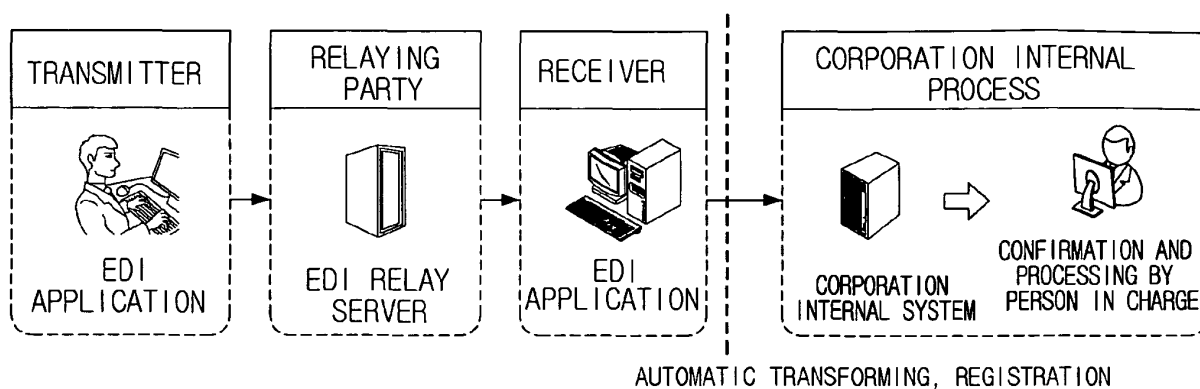 TRANSMITTER
EDI
APPLICATION
RELAYING
PARTY
EDI RELAY
SERVER
RECEIVER
EDI
APPLICATION
CORPORATION INTERNAL
PROCESS
CORPORATION
INTERNAL SYSTEM
CONFIRMATION AND
PROCESSING BY
PERSON IN CHARGE
AUTOMATIC TRANSFORMING, REGISTRATION